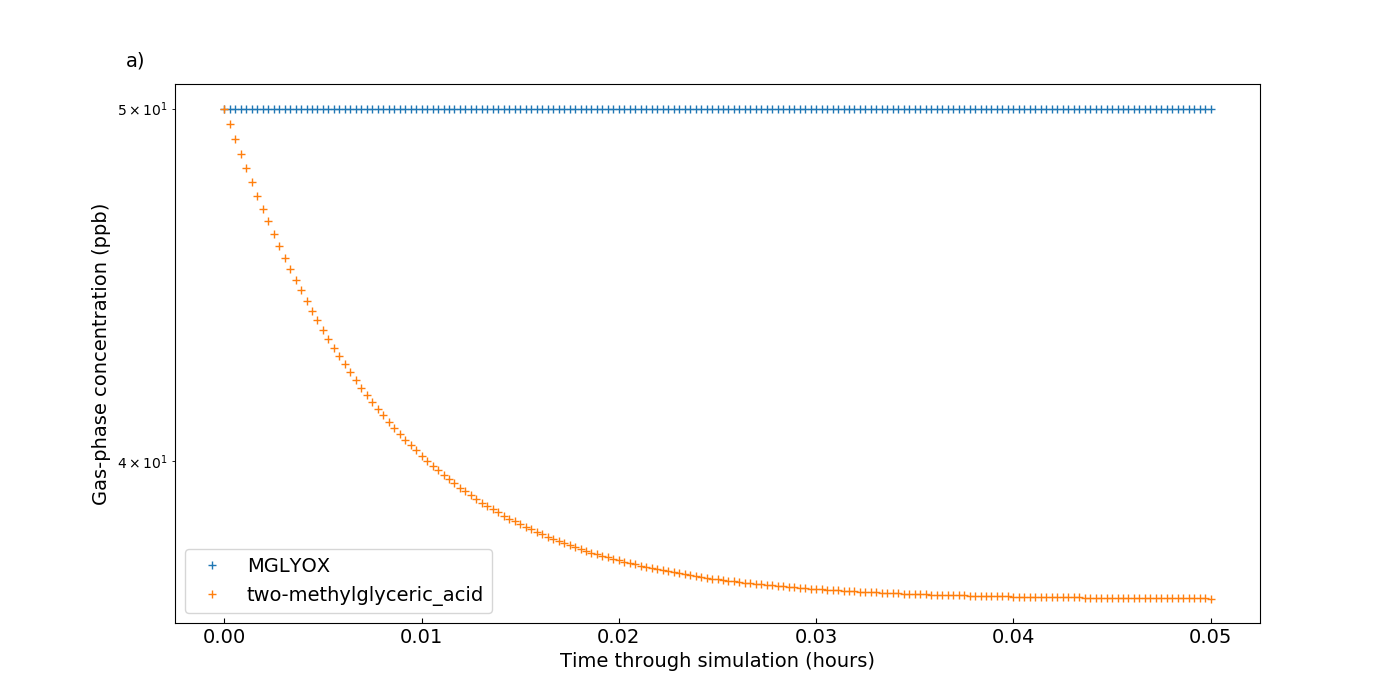 a)
5 × 10¹
4 × 10¹
Gas-phase concentration (ppb)
MGLYOX
two-methylglyceric_acid
0.00 0.01 0.02 0.03 0.04 0.05
Time through simulation (hours)